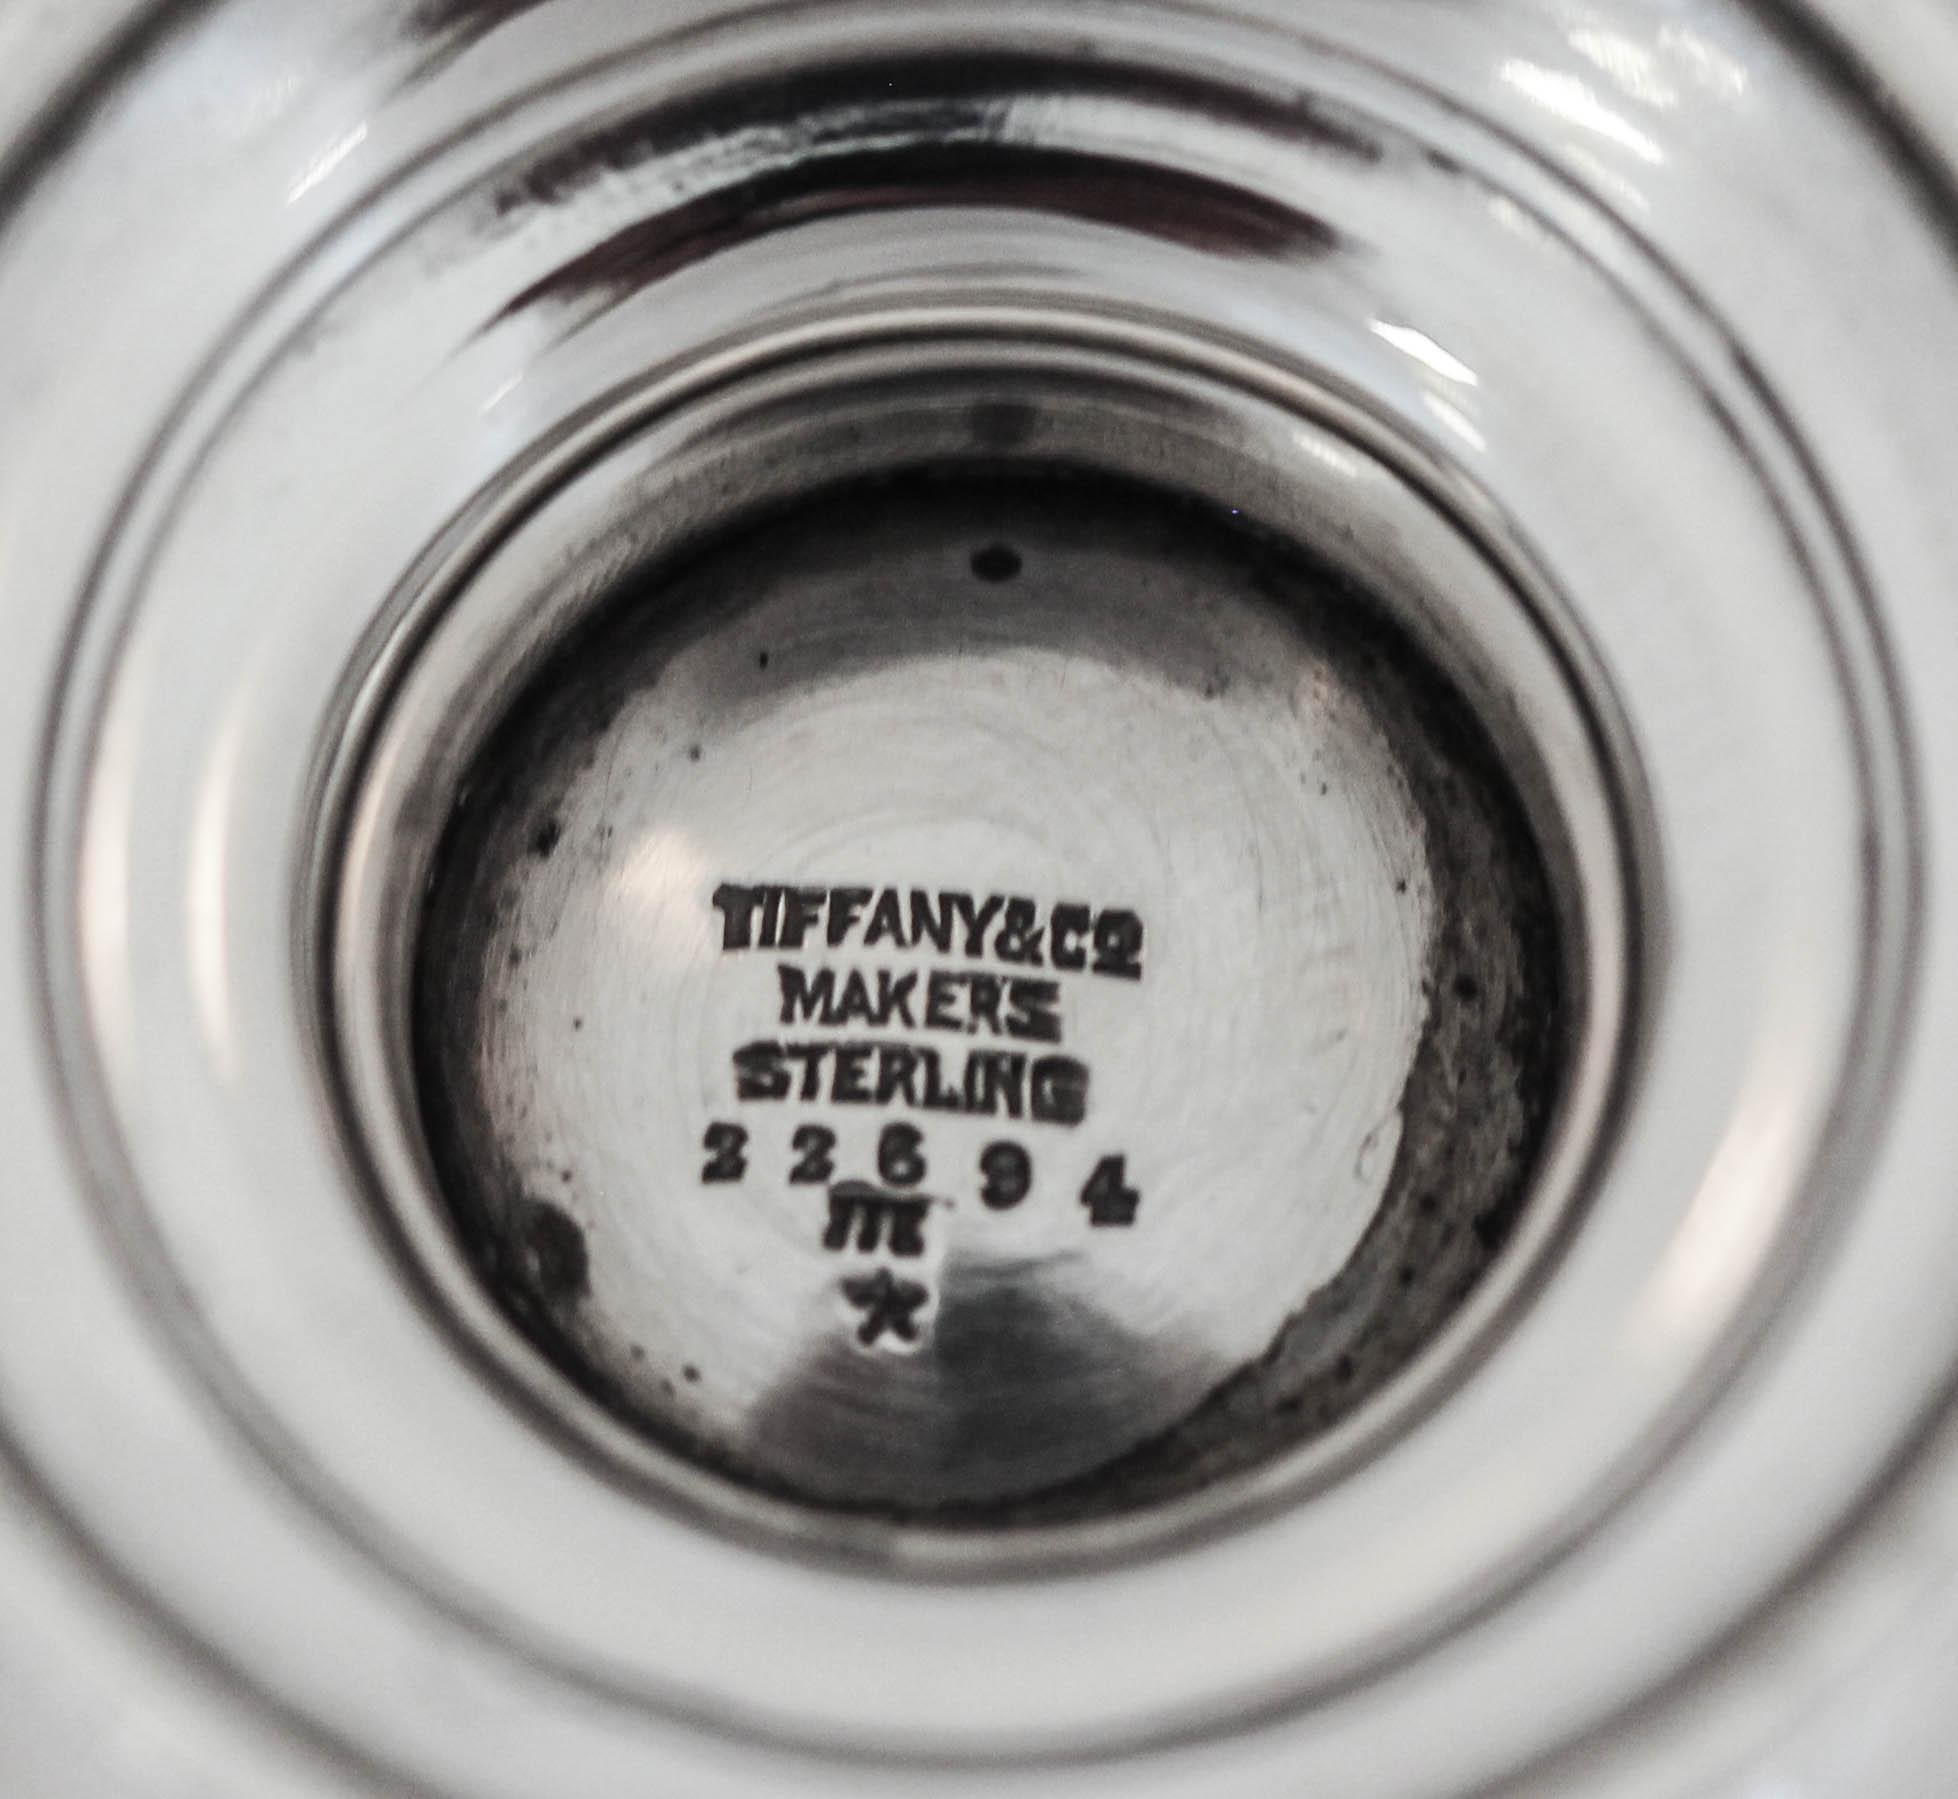 TIFFANY & CO
MAKERS
STERLING
22694
m